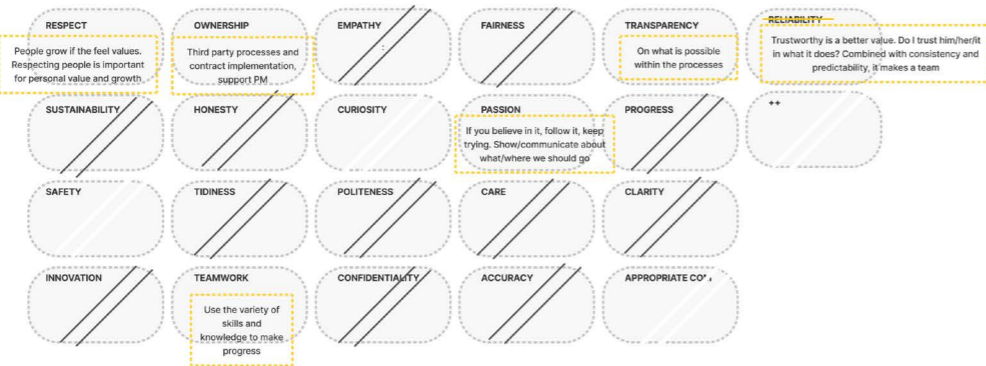 RESPECT
People grow if the feel values.
Respecting people is important
for personal value and growth
OWNERSHIP
Third party processes and
contract implementation,
support PM
EMPATHY
:
FAIRNESS
TRANSPARENCY
On what is possible
within the processes
RELIABILITY
Trustworthy is a better value. Do I trust him/her/it
in what it does? Combined with consistency and
predictability, it makes a team
SUSTAINABILITY
HONESTY
CURIOSITY
PASSION
If you believe in it, follow it, keep
trying. Show/communicate about
what/where we should go
PROGRESS
++
SAFETY
TIDINESS
POLITENESS
CARE
CLARITY
INNOVATION
TEAMWORK
Use the variety of
skills and
knowledge to make
progress
CONFIDENTIALITY
ACCURACY
APPROPRIATE